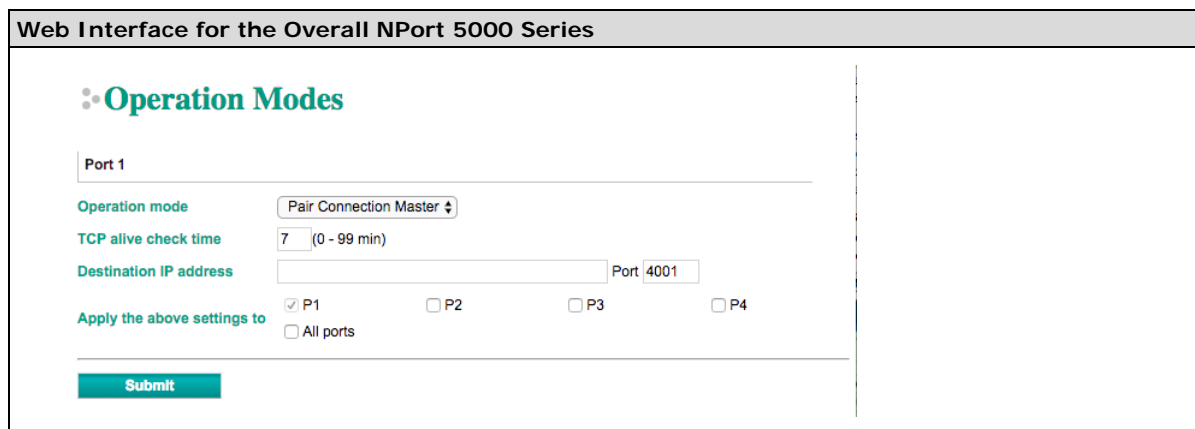 Web Interface for the Overall NPort 5000 Series
Operation Modes
Port 1
Operation mode Pair Connection Master
TCP alive check time 7 (0 - 99 min)
Destination IP address Port 4001
Apply the above settings to P1 P2 P3 P4
All ports
Submit